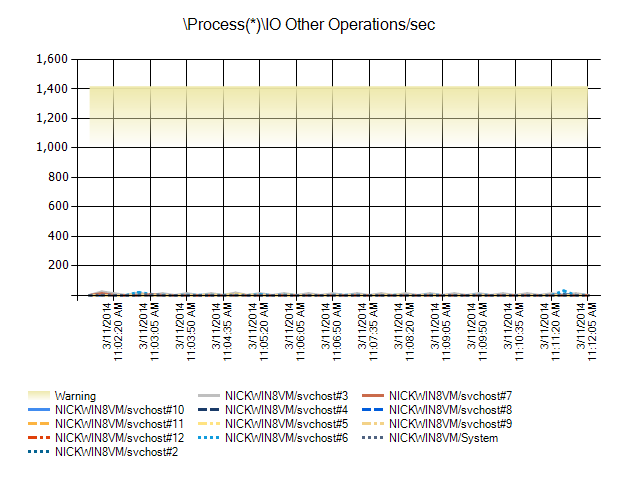 \Process(*)\IO Other Operations/sec
1,600
1,400
1,200
1,000
800
600
400
200
3/11/2014
11:02:20 AM
3/11/2014
11:03:05 AM
3/11/2014
11:03:50 AM
3/11/2014
11:04:35 AM
3/11/2014
11:05:20 AM
3/11/2014
11:06:05 AM
3/11/2014
11:06:50 AM
3/11/2014
11:07:35 AM
3/11/2014
11:08:20 AM
3/11/2014
11:09:05 AM
3/11/2014
11:09:50 AM
3/11/2014
11:10:35 AM
3/11/2014
11:11:20 AM
3/11/2014
11:12:05 AM
Warning
NICKWIN8VM/svchost#3
NICKWIN8VM/svchost#7
NICKWIN8VM/svchost#10
NICKWIN8VM/svchost#4
NICKWIN8VM/svchost#8
NICKWIN8VM/svchost#11
NICKWIN8VM/svchost#5
NICKWIN8VM/svchost#9
NICKWIN8VM/svchost#12
NICKWIN8VM/svchost#6
NICKWIN8VM/System
NICKWIN8VM/svchost#2